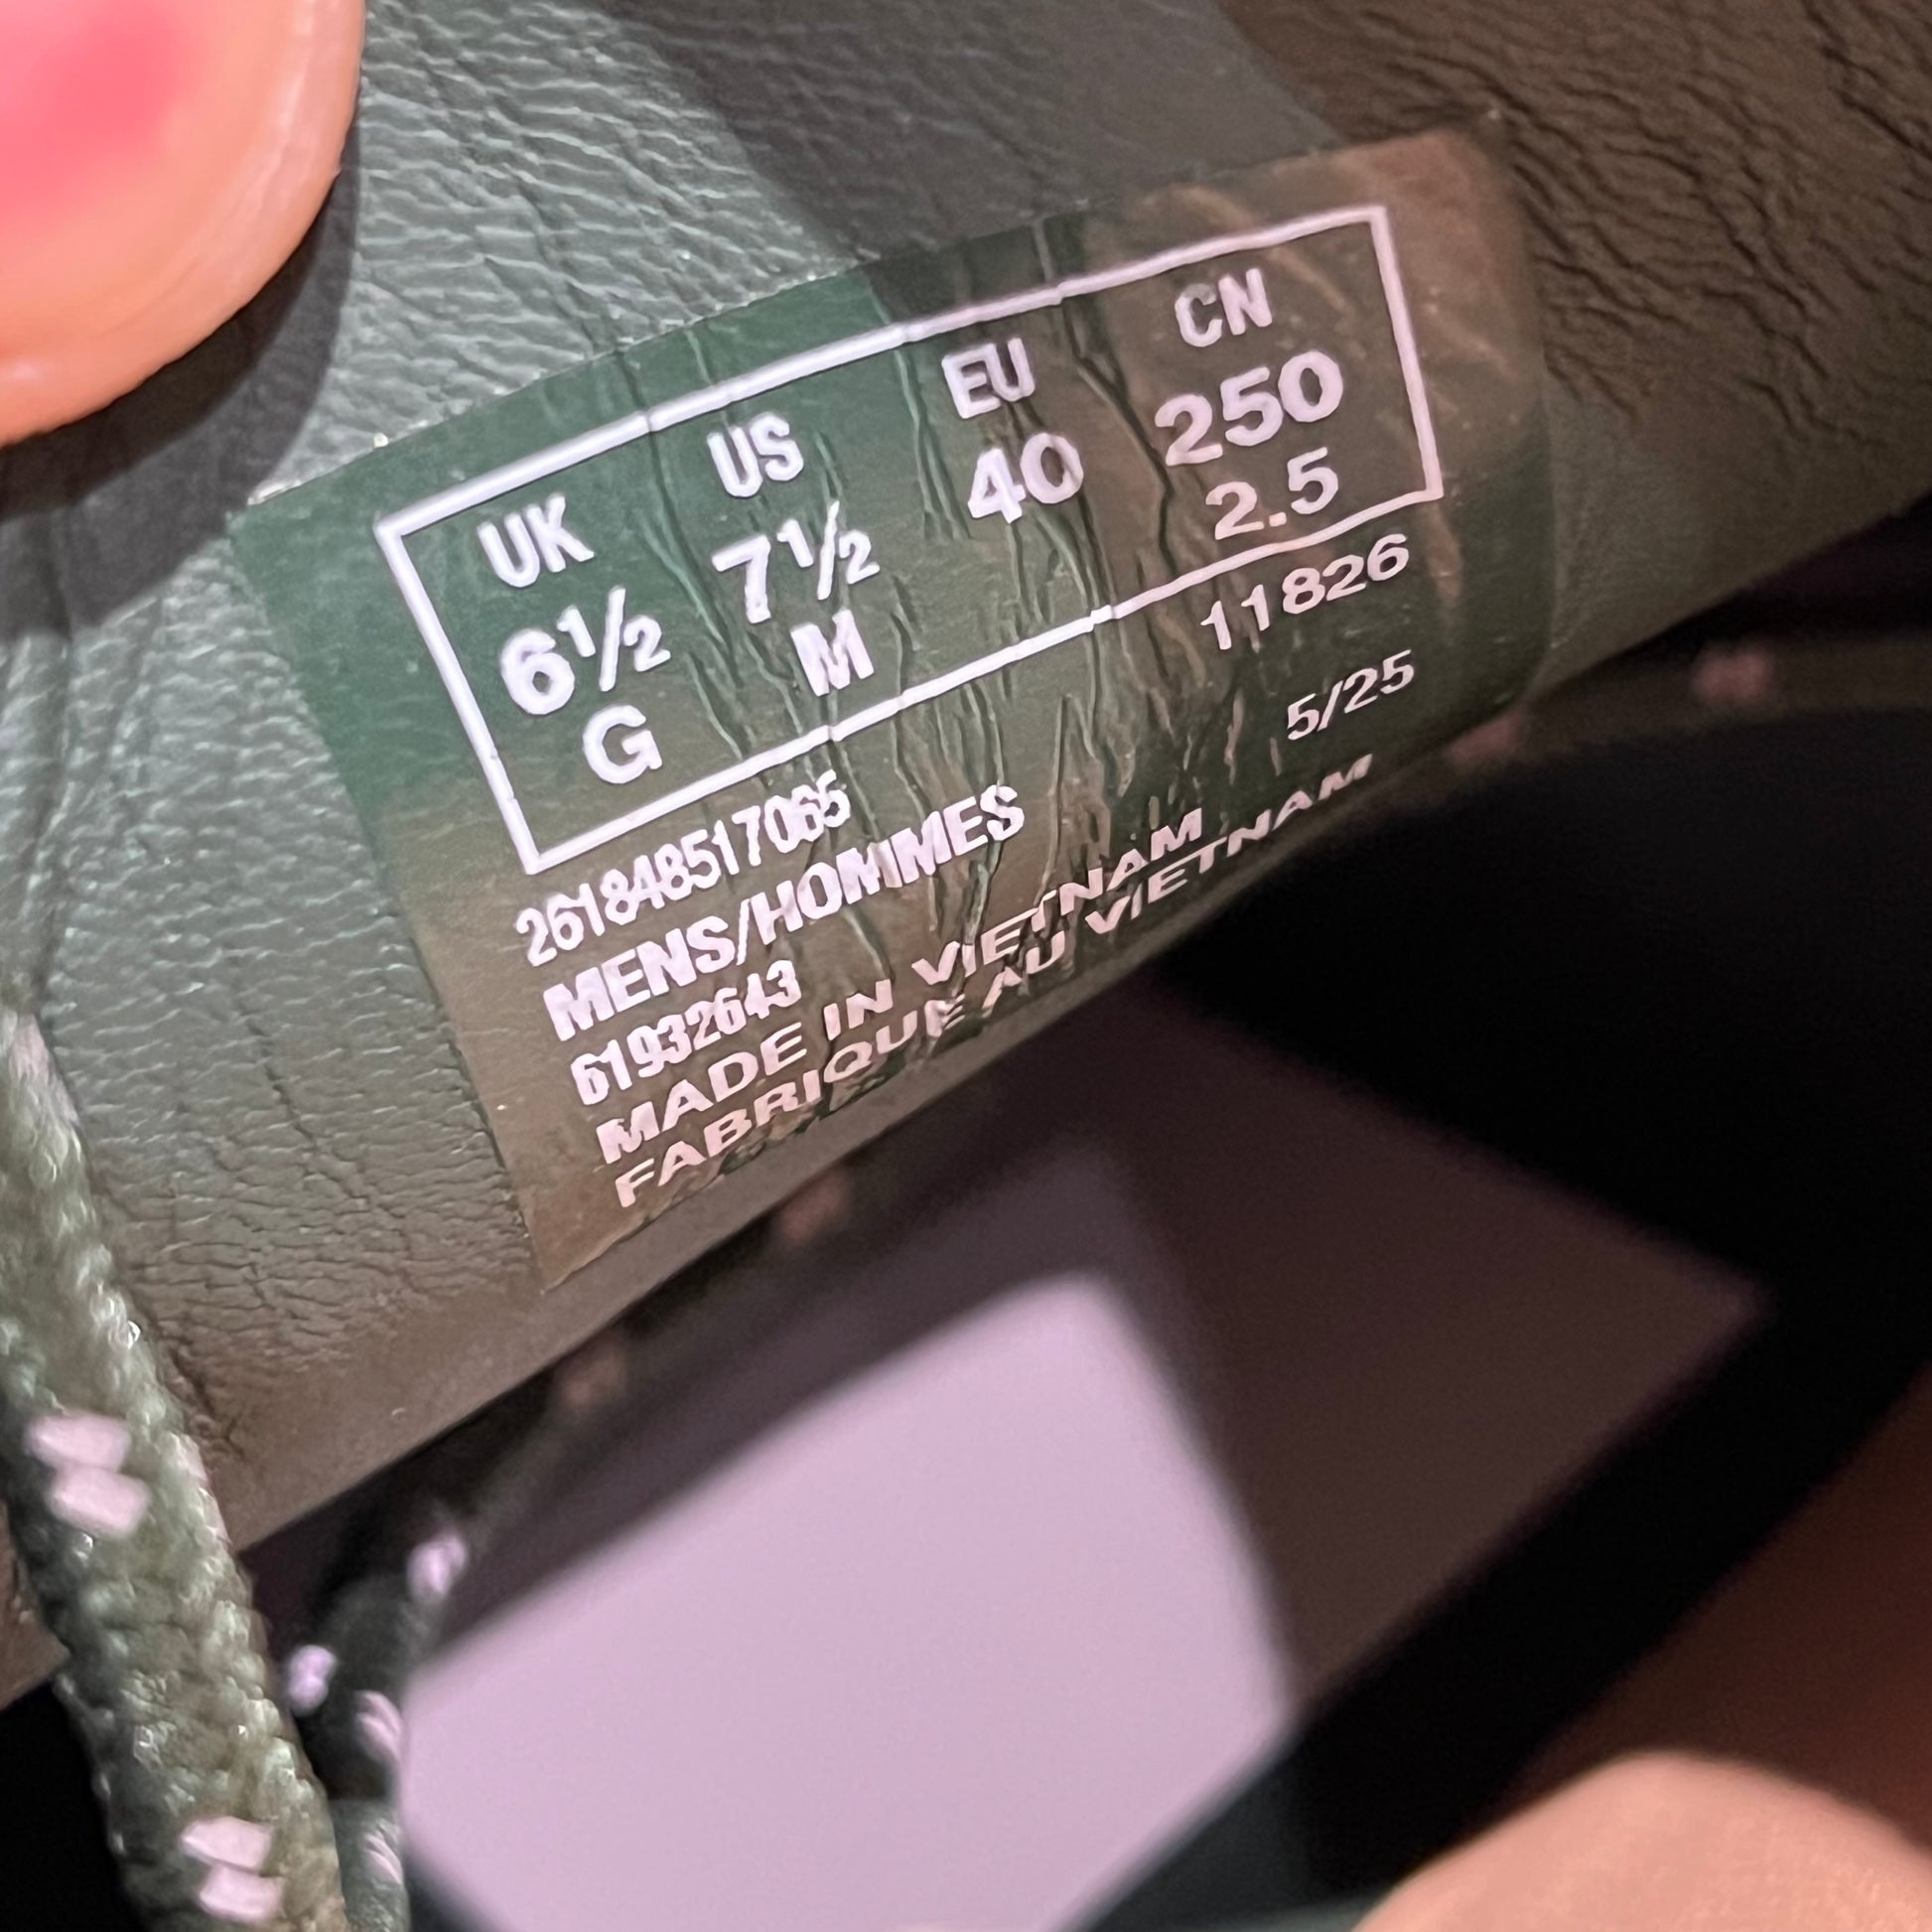 UK US EU CN
6½ 7½ 40 250
G M 2.5
261848517065 11826
MENS/HOMMES 5/25
61932643
MADE IN VIETNAM
FABRIQUE AU VIETNAM